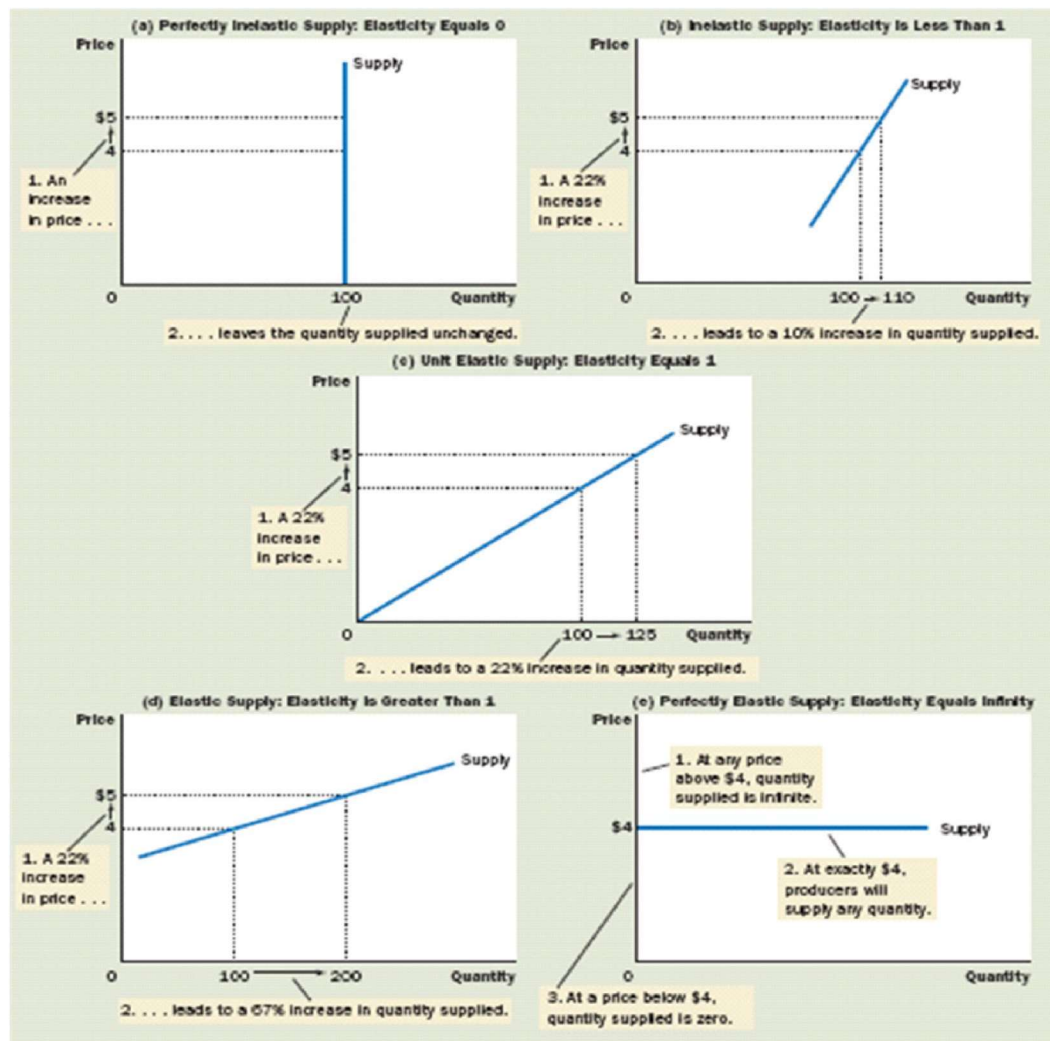 (a) Perfectly Inelastic Supply: Elasticity Equals 0
Price
Supply
$5
4
1. An
increase
in price . . .
0
100
Quantity
2. . . . leaves the quantity supplied unchanged.
(b) Inelastic Supply: Elasticity Is Less Than 1
Price
Supply
$5
4
1. A 22%
increase
in price . . .
0
100
110
Quantity
2. . . . leads to a 10% increase in quantity supplied.
(c) Unit Elastic Supply: Elasticity Equals 1
Price
Supply
$5
4
1. A 22%
increase
in price . . .
0
100
125
Quantity
2. . . . leads to a 22% increase in quantity supplied.
(d) Elastic Supply: Elasticity Is Greater Than 1
Price
Supply
$5
4
1. A 22%
increase
in price . . .
0
100
200
Quantity
2. . . . leads to a 67% increase in quantity supplied.
(e) Perfectly Elastic Supply: Elasticity Equals Infinity
Price
1. At any price
above $4, quantity
supplied is infinite.
$4
Supply
2. At exactly $4,
producers will
supply any quantity.
0
Quantity
3. At a price below $4,
quantity supplied is zero.